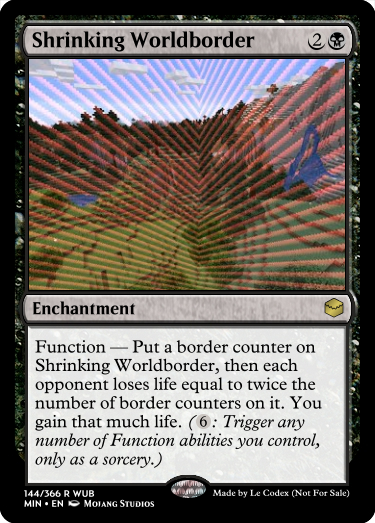 Shrinking Worldborder 2
Enchantment
Function — Put a border counter on
Shrinking Worldborder, then each
opponent loses life equal to twice the
number of border counters on it. You
gain that much life. (6: Trigger any
number of Function abilities you control,
only as a sorcery.)
144/366 R WUB
MIN • EN Mojang Studios
Made by Le Codex (Not For Sale)